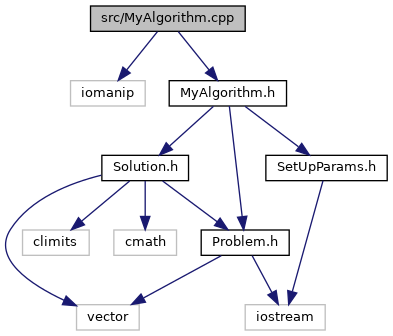 src/MyAlgorithm.cpp
iomanip
MyAlgorithm.h
Solution.h
SetUpParams.h
climits
cmath
Problem.h
vector
iostream